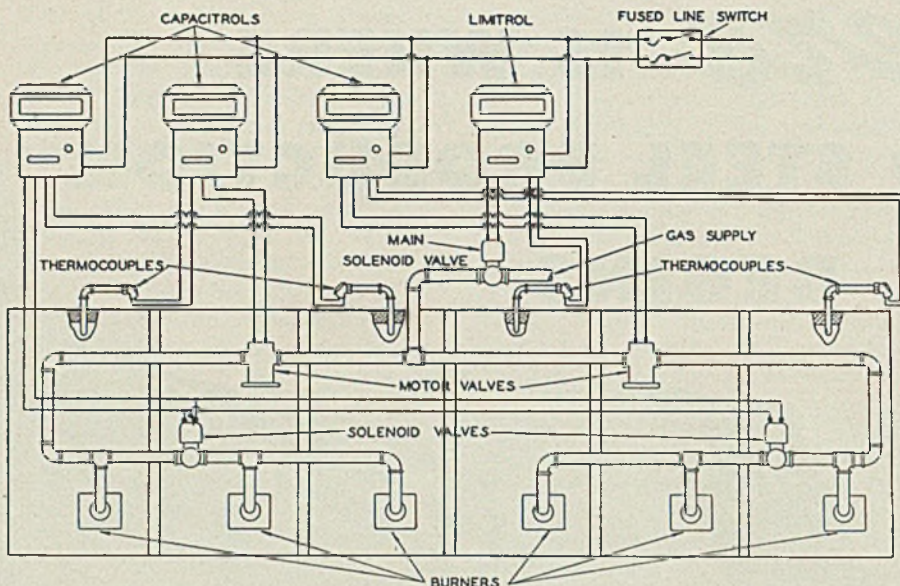 CAPACITROLS
LIMITROL
FUSED LINE SWITCH
MAIN
SOLENOID VALVE
GAS SUPPLY
THERMOCOUPLES
THERMOCOUPLES
MOTOR VALVES
SOLENOID VALVES
BURNERS